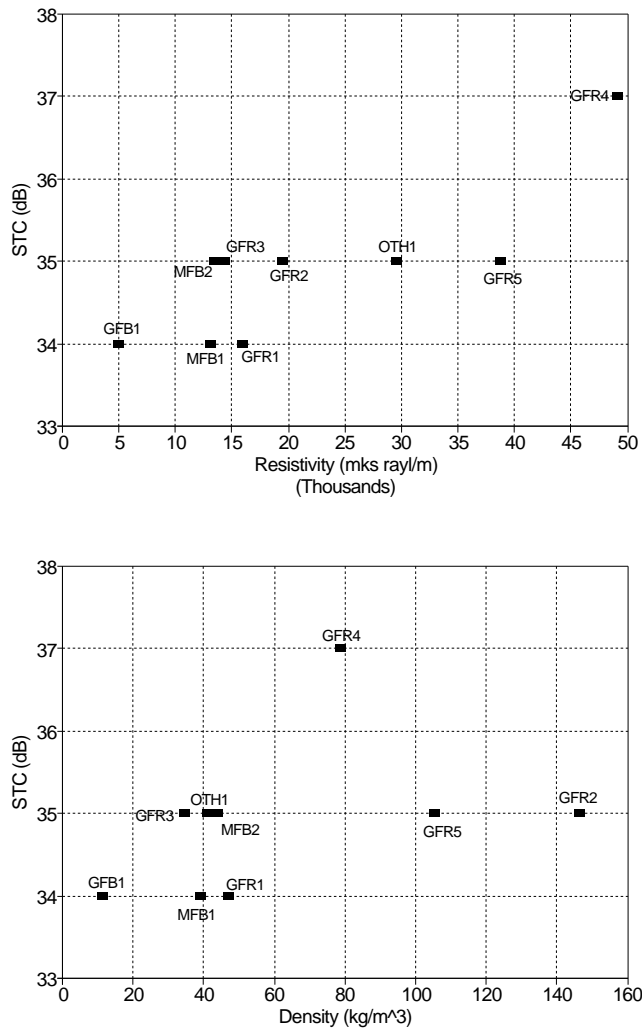 38
37
36
35
34
33
STC (dB)
GFR4
GFR3
OTH1
MFB2
GFR2
GFR5
GFB1
MFB1
GFR1
0 5 10 15 20 25 30 35 40 45 50
Resistivity (mks rayl/m)
(Thousands)
38
37
36
35
34
33
STC (dB)
GFR4
OTH1
GFR2
GFR3
MFB2
GFR5
GFB1
GFR1
MFB1
0 20 40 60 80 100 120 140 160
Density (kg/m^3)